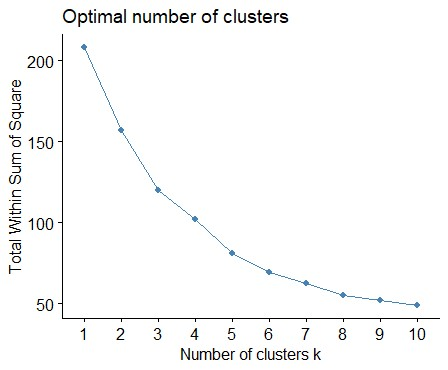 Optimal number of clusters
Total Within Sum of Square
200
150
100
50
1 2 3 4 5 6 7 8 9 10
Number of clusters k